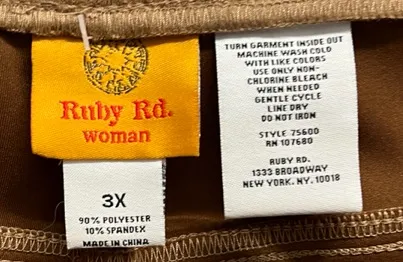 Ruby Rd.
woman
3X
90% POLYESTER
10% SPANDEX
MADE IN CHINA
TURN GARMENT INSIDE OUT
MACHINE WASH COLD
WITH LIKE COLORS
USE ONLY NON-
CHLORINE BLEACH
WHEN NEEDED
GENTLE CYCLE
LINE DRY
DO NOT IRON
STYLE 75600
RN 107680
RUBY RD.
1333 BROADWAY
NEW YORK. NY. 10018